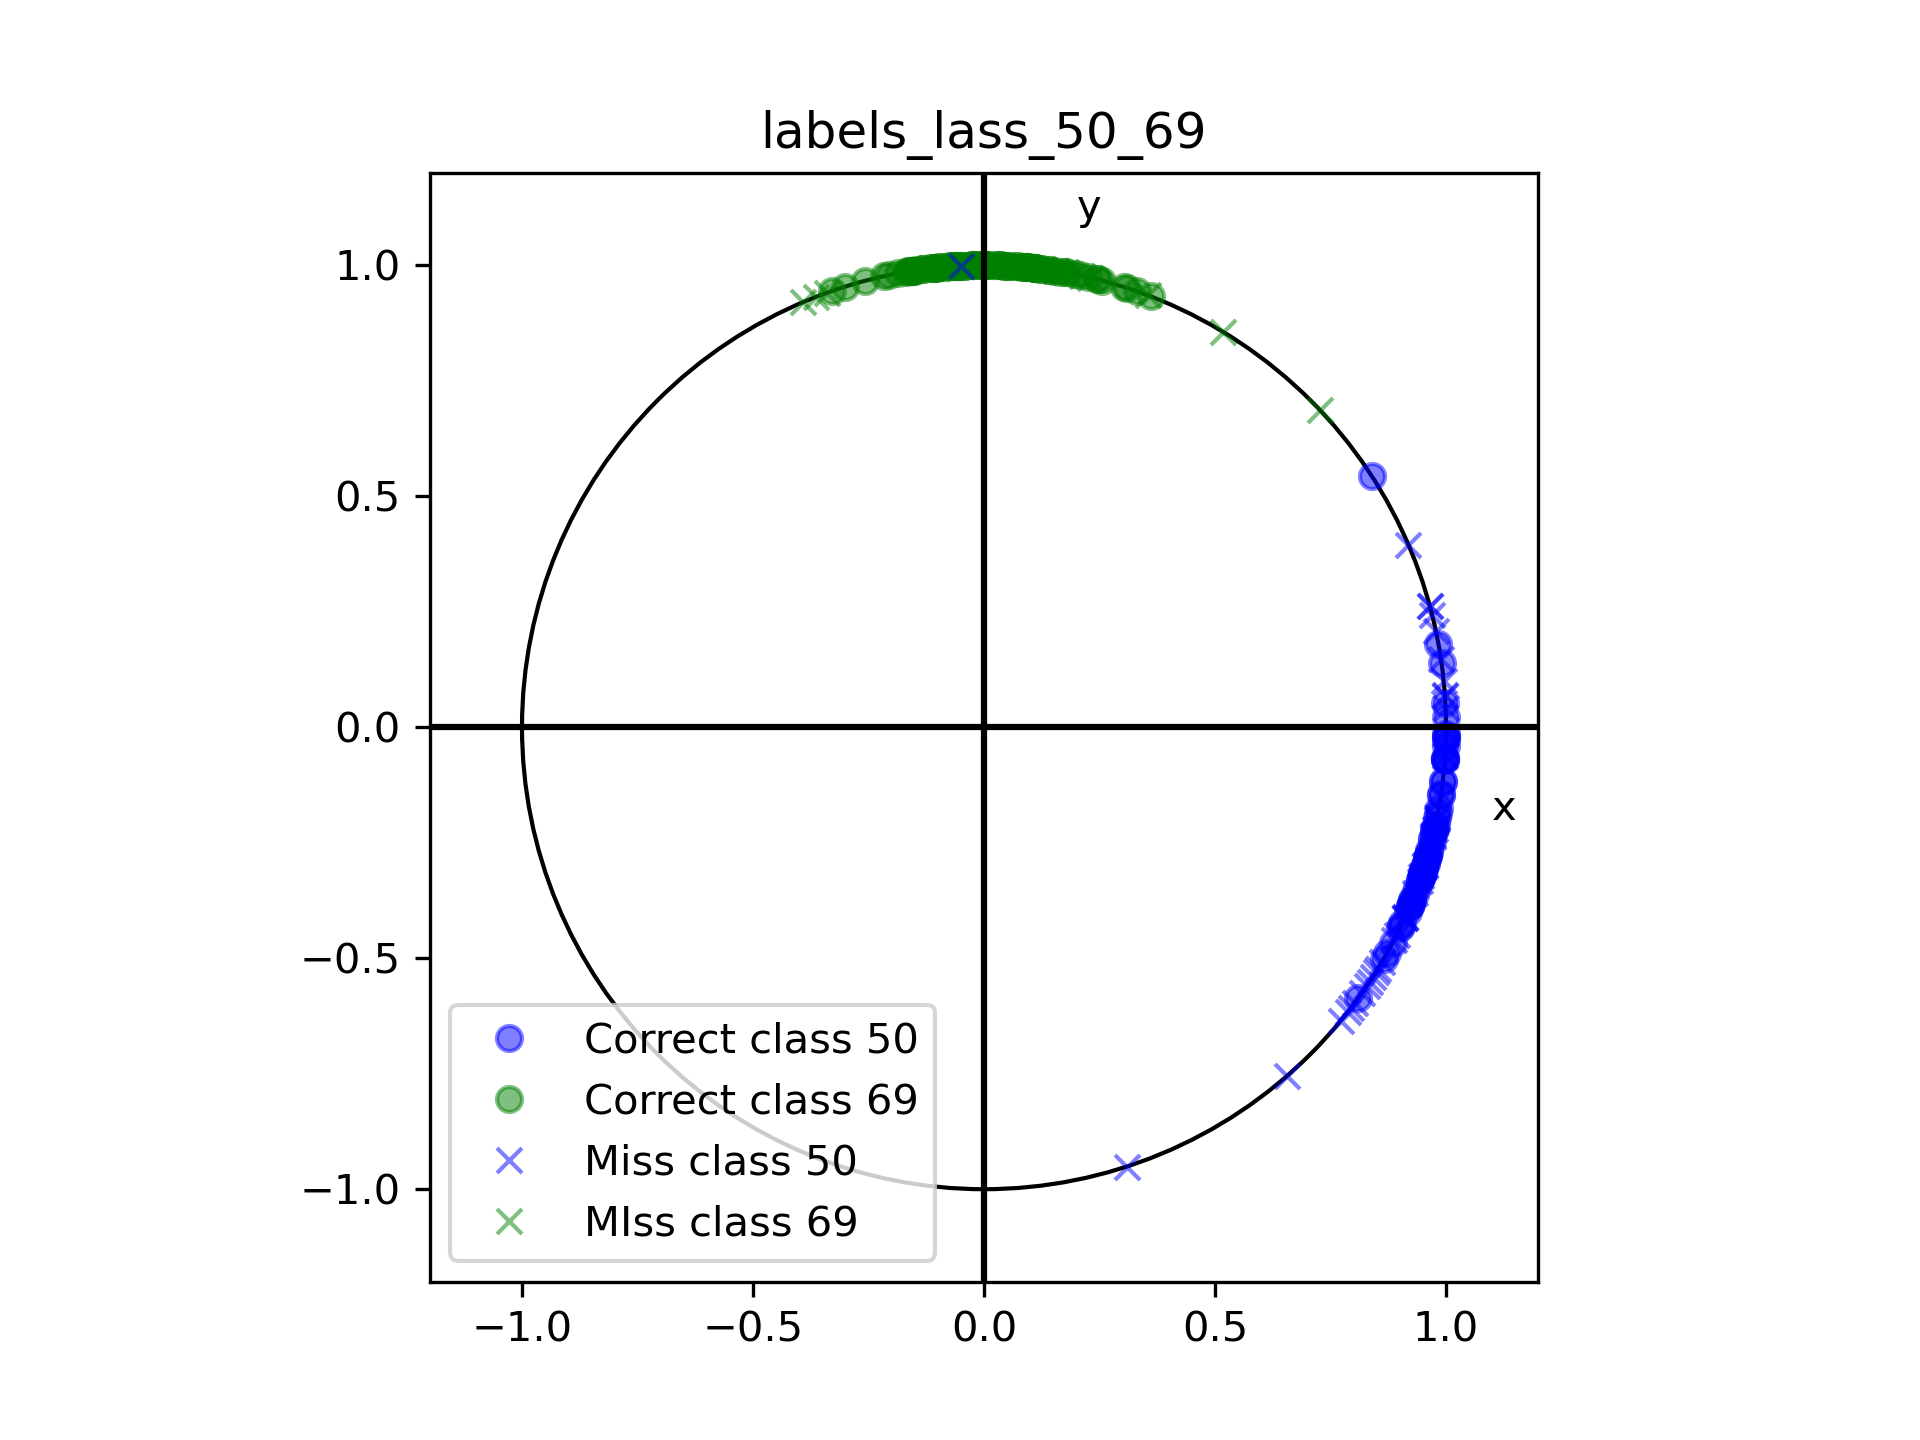 labels_lass_50_69
y
1.0
0.5
0.0
−0.5
−1.0
x
Correct class 50
Correct class 69
Miss class 50
MIss class 69
−1.0 −0.5 0.0 0.5 1.0